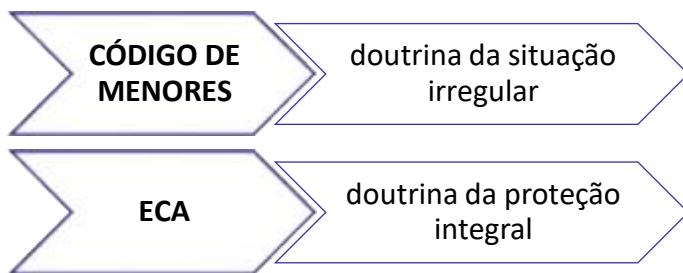 CÓDIGO DE
MENORES
doutrina da situação
irregular
ECA
doutrina da proteção
integral